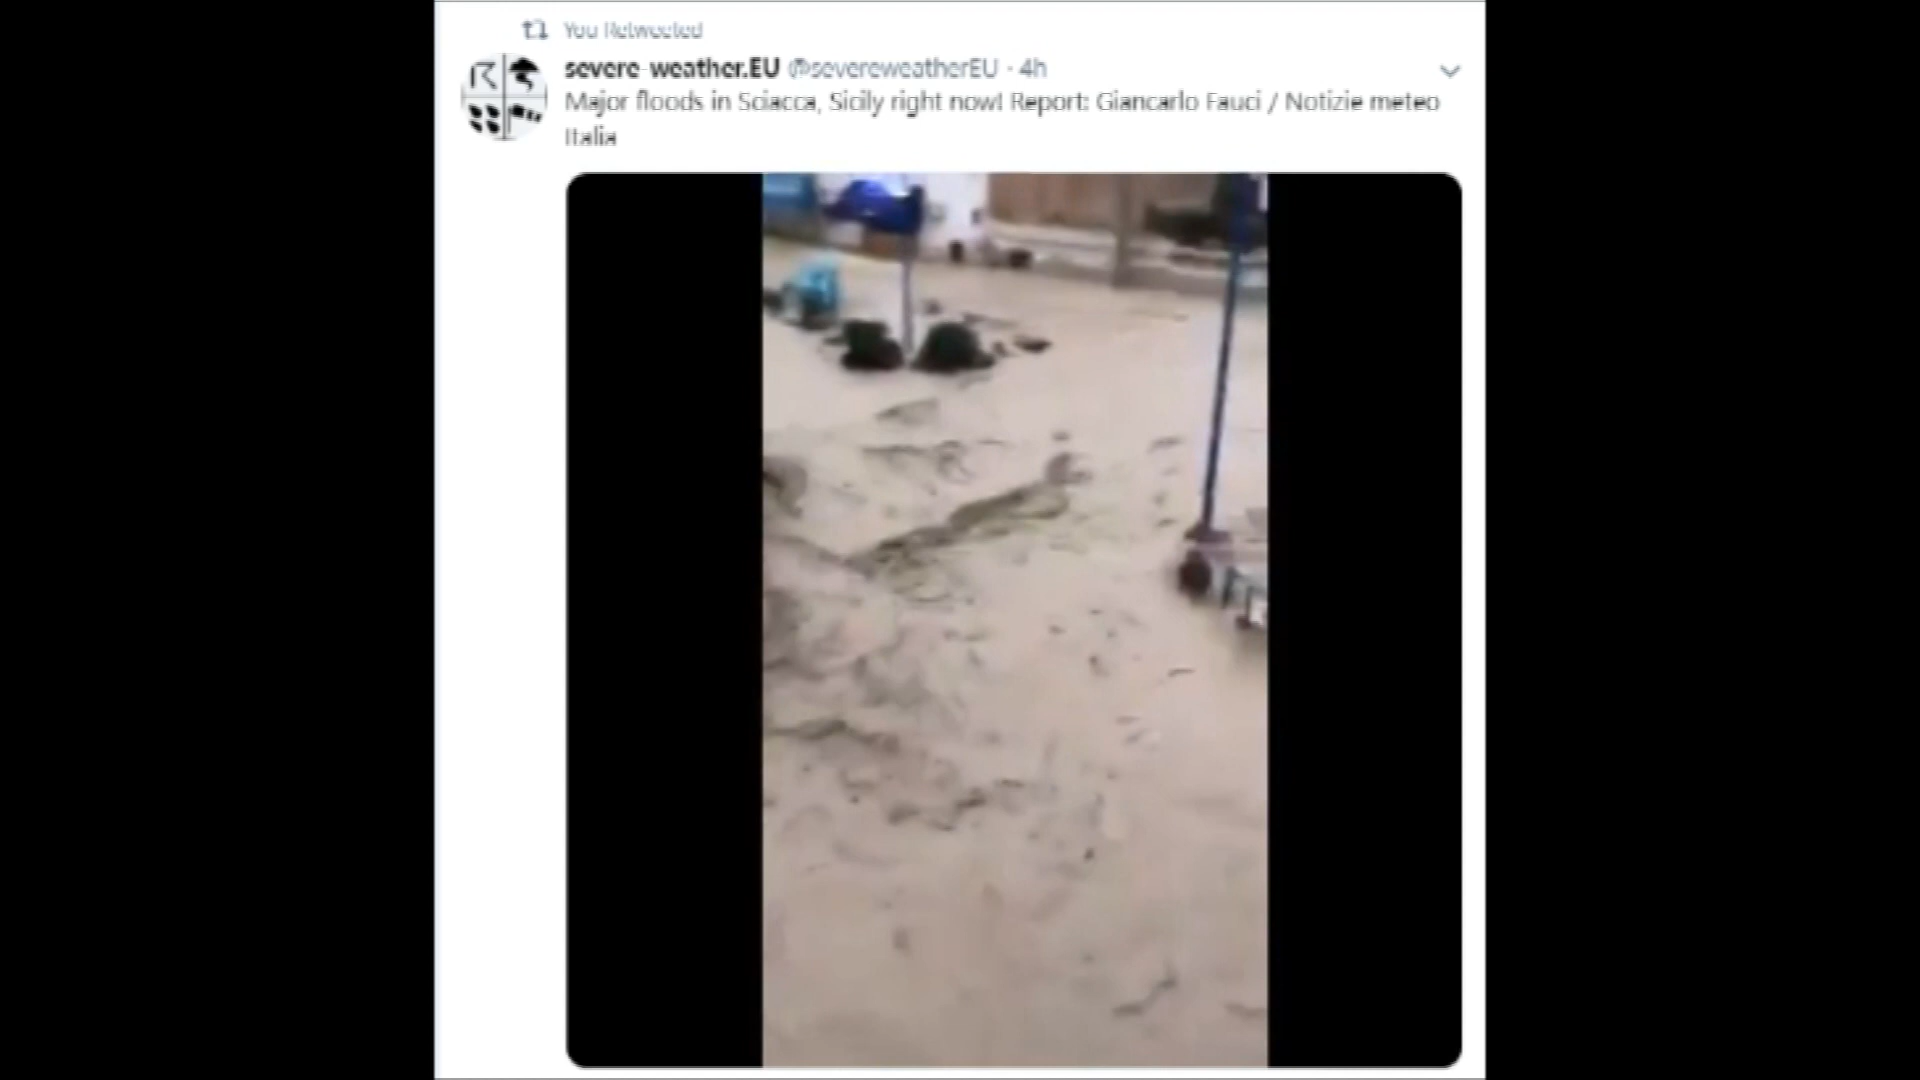 You Retweeted
severe-weather.EU @severeweatherEU · 4h
Major floods in Sciacca, Sicily right now! Report: Giancarlo Fauci / Notizie meteo
Italia